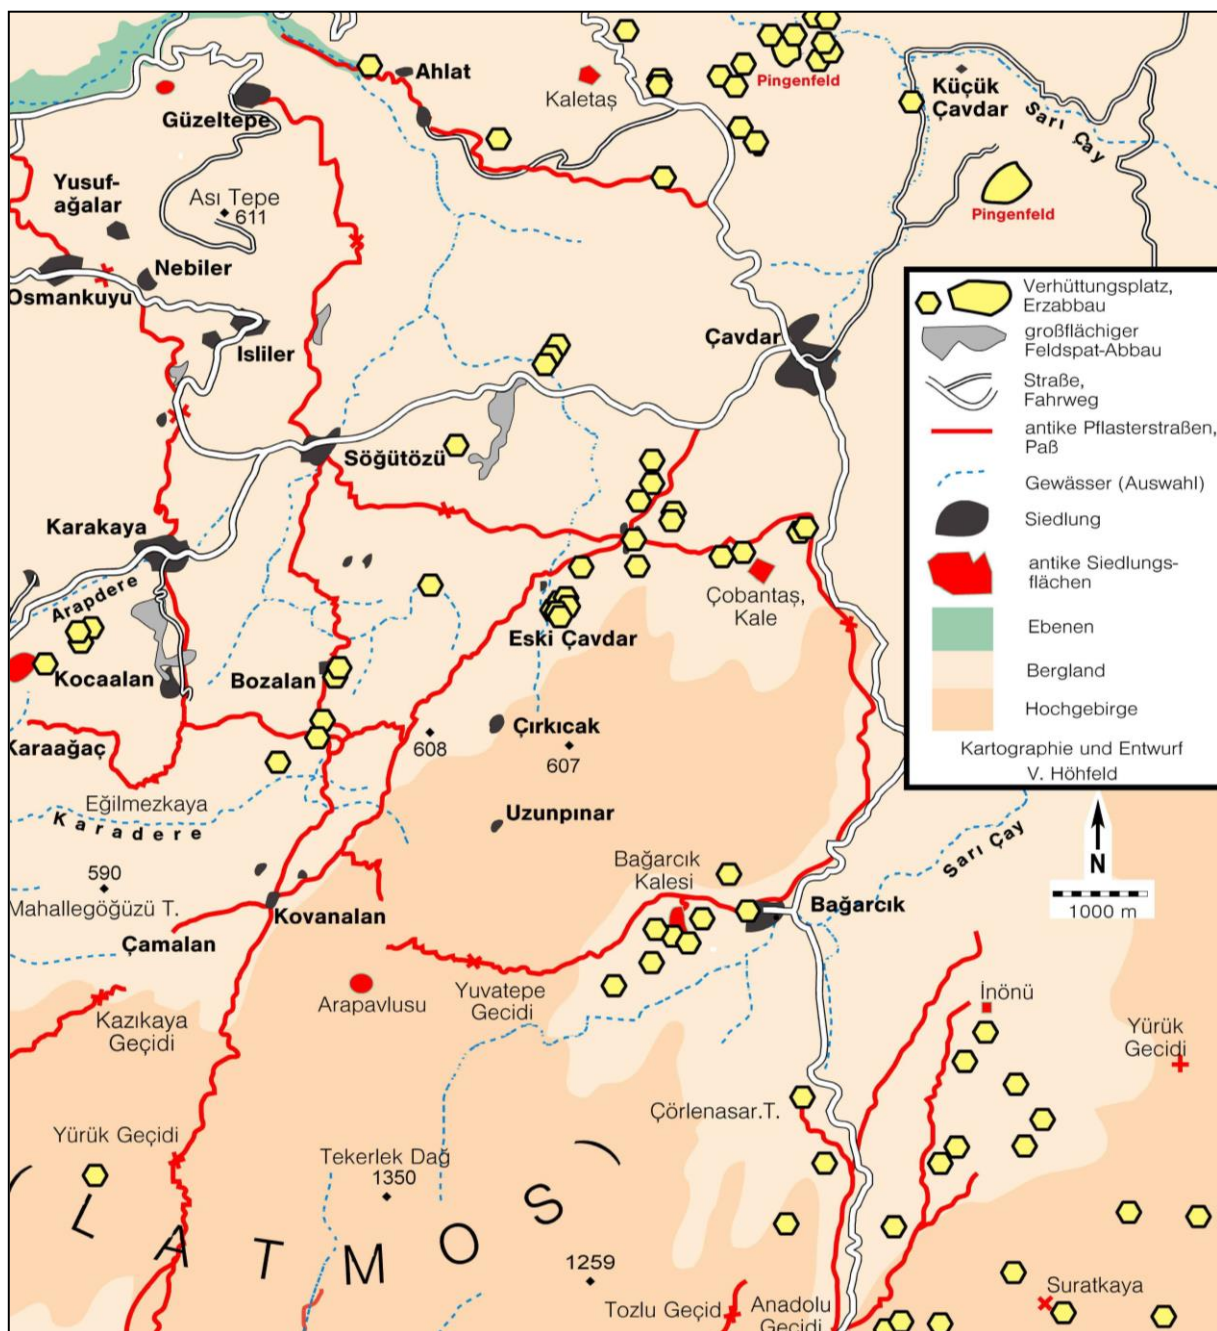 Ahlat
Kaletaş
Pingenfeld
Küçük
Çavdar
Sarı Çay
Güzeltepe
Yusuf-
ağalar
Ası Tepe
611
Pingenfeld
Nebiler
Osmankuyu
Isliler
Çavdar
Söğütözü
Karakaya
Arapdere
Çobantaş,
Kale
Eski Çavdar
Kocaalan
Bozalan
Çırkıcak
608
607
Karaağaç
Eğilmezkaya
Karadere
Uzunpınar
590
Mahallegöğüzü T.
Bağarcık
Kalesi
Sarı Çay
Kovanalan
Bağarcık
Çamalan
Arapavlusu
Yuvatepe
Gecidi
Kazıkaya
Geçidi
İnönü
Yürük
Gecidi
Çörlenasar.T.
Yürük Geçidi
Tekerlek Dağ
1350
( LATMOS )
1259
Suratkaya
Tozlu Geçid
Anadolu
Geçidi
Verhüttungsplatz,
Erzabbau
großflächiger
Feldspat-Abbau
Straße,
Fahrweg
antike Pflasterstraßen,
Paß
Gewässer (Auswahl)
Siedlung
antike Siedlungs-
flächen
Ebenen
Bergland
Hochgebirge
Kartographie und Entwurf
V. Höhfeld
N
1000 m